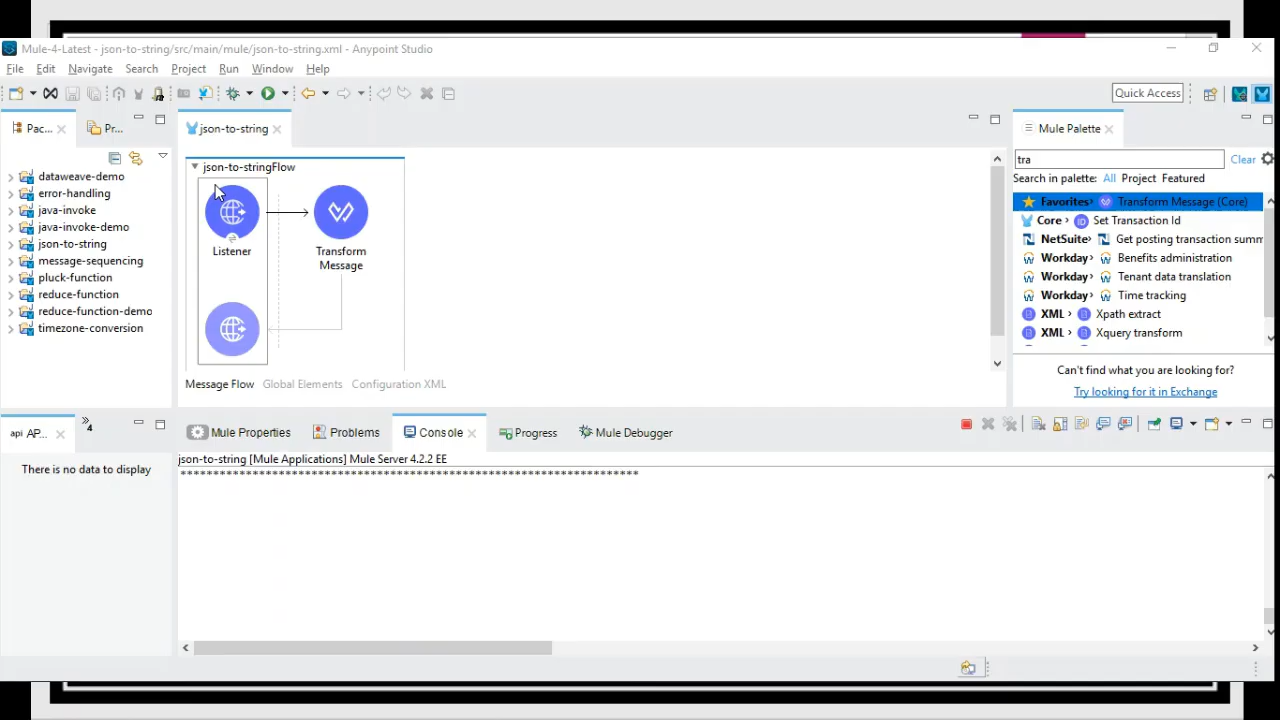 Mule-4-Latest - json-to-string/src/main/mule/json-to-string.xml - Anypoint Studio
File Edit Navigate Search Project Run Window Help
Quick Access
Pac...
Pr...
dataweave-demo
error-handling
java-invoke
java-invoke-demo
json-to-string
message-sequencing
pluck-function
reduce-function
reduce-function-demo
timezone-conversion
json-to-string
json-to-stringFlow
Listener
Transform
Message
Message Flow Global Elements Configuration XML
Mule Palette
tra
Clear
Search in palette: All Project Featured
Favorites Transform Message (Core)
Core Set Transaction Id
NetSuite Get posting transaction summ
Workday Benefits administration
Workday Tenant data translation
Workday Time tracking
XML Xpath extract
XML Xquery transform
Can't find what you are looking for?
Try looking for it in Exchange
api AP...
4
There is no data to display
Mule Properties Problems Console Progress Mule Debugger
json-to-string [Mule Applications] Mule Server 4.2.2 EE
**********************************************************************